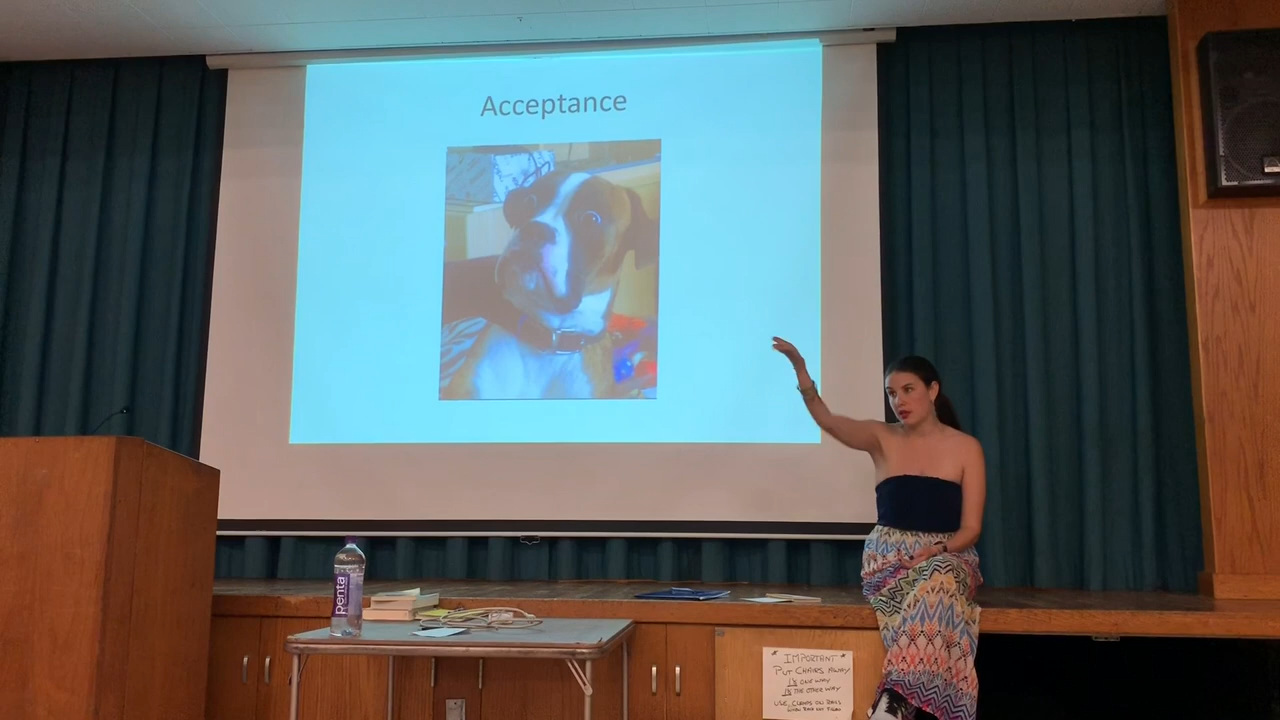 Acceptance
Penta
"IMPORTANT"
PUT CHAIRS AWAY
1/2 ONE WAY
1/2 THE OTHER WAY